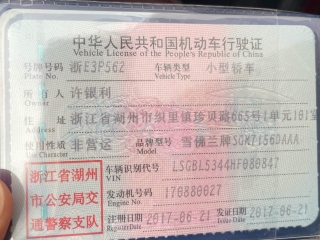 中华人民共和国机动车行驶证
Vehicle License of the People's Republic of China
号牌号码 浙E3P562 车辆类型 小型轿车
Plate No. Vehicle Type
所有人 许银利
Owner
住址 浙江省湖州市织里镇珍贝路665号1单元101室
Address
使用性质 非营运 品牌型号 雪佛兰牌SGM7156DAAA
Use Character Model
车辆识别代号 LSGBL5344HF080847
VIN
浙江省湖州
市公安局交
通警察支队
发动机号码 170880027
Engine No.
注册日期 2017-06-21 发证日期 2017-06-21
Register Date Issue Date